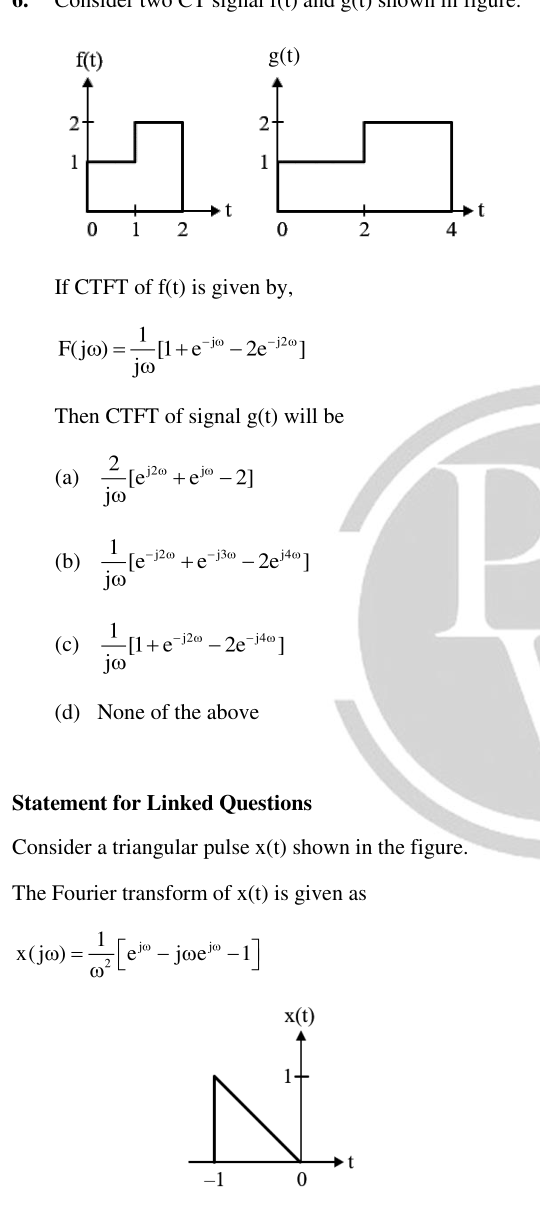 6. Consider two CT signal f(t) and g(t) shown in figure.
f(t) g(t)
2 2
1 1
t t
0 1 2 0 2 4
If CTFT of f(t) is given by,
F(jω) = 1/jω [1 + e^{-jω} – 2e^{-j2ω}]
Then CTFT of signal g(t) will be
(a) 2/jω [e^{j2ω} + e^{jω} – 2]
(b) 1/jω [e^{-j2ω} + e^{-j3ω} – 2e^{j4ω}]
(c) 1/jω [1 + e^{-j2ω} – 2e^{-j4ω}]
(d) None of the above
Statement for Linked Questions
Consider a triangular pulse x(t) shown in the figure.
The Fourier transform of x(t) is given as
x(jω) = 1/ω² [e^{jω} – jωe^{jω} – 1]
x(t)
1
t
–1 0